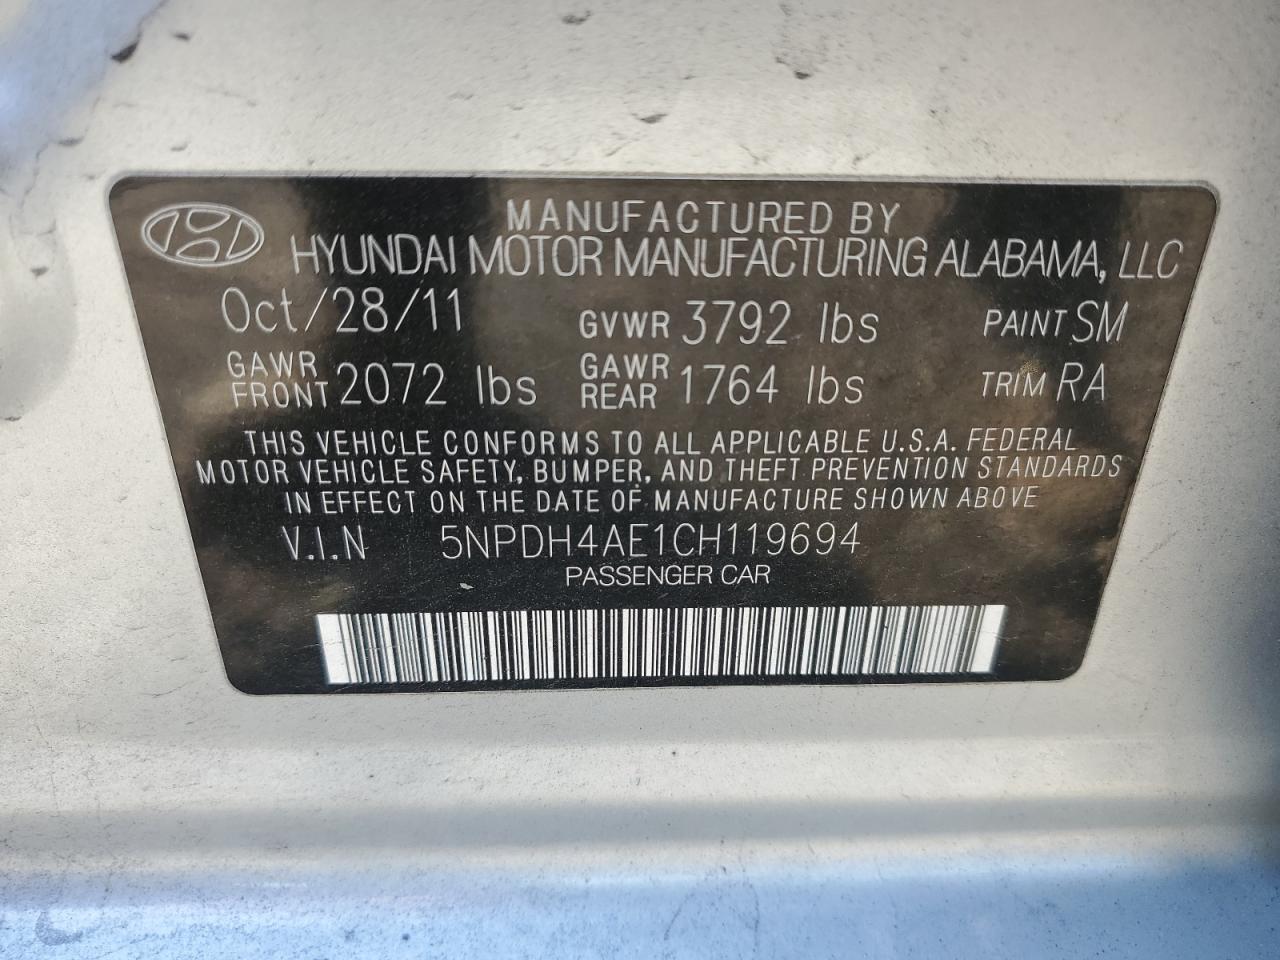 MANUFACTURED BY
HYUNDAI MOTOR MANUFACTURING ALABAMA, LLC
Oct/28/11 GVWR 3792 lbs PAINT SM
GAWR FRONT 2072 lbs GAWR REAR 1764 lbs TRIM RA
THIS VEHICLE CONFORMS TO ALL APPLICABLE U.S.A. FEDERAL
MOTOR VEHICLE SAFETY, BUMPER, AND THEFT PREVENTION STANDARDS
IN EFFECT ON THE DATE OF MANUFACTURE SHOWN ABOVE
V.I.N 5NPDH4AE1CH119694
PASSENGER CAR